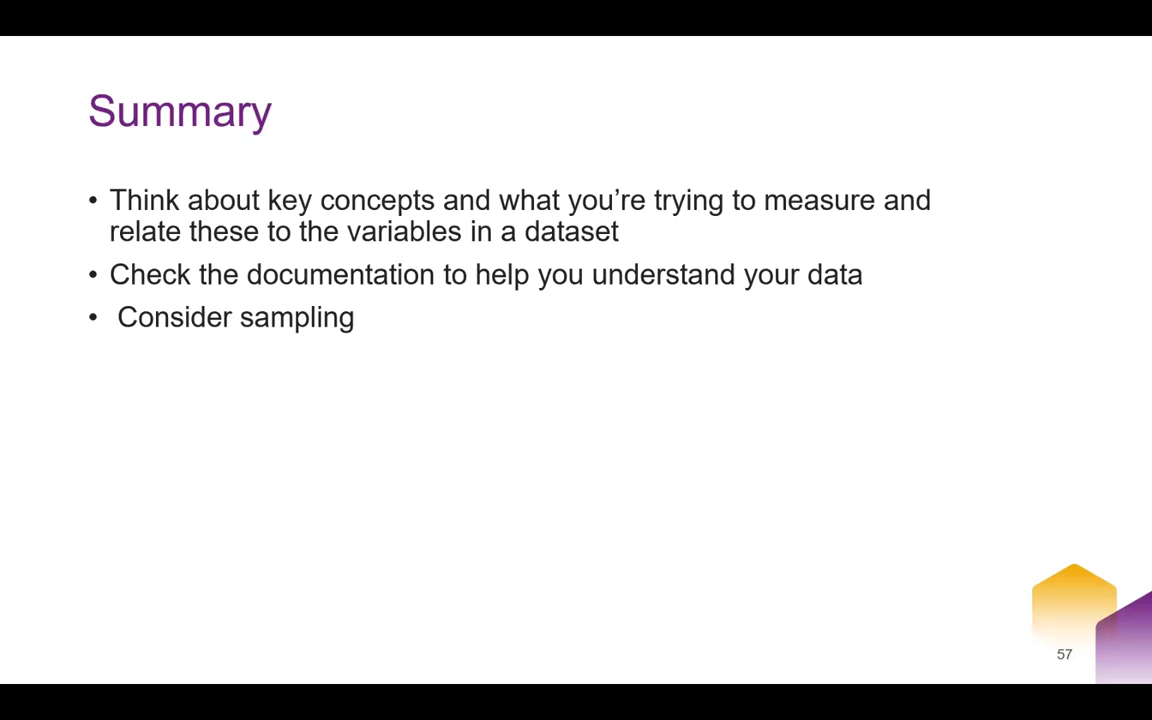 Summary
• Think about key concepts and what you’re trying to measure and
relate these to the variables in a dataset
• Check the documentation to help you understand your data
• Consider sampling
57